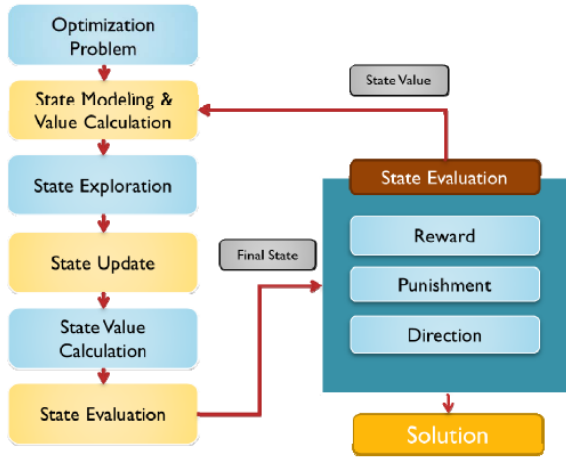 Optimization
Problem
State Modeling &
Value Calculation
State Exploration
State Update
State Value
Calculation
State Evaluation
State Value
Final State
State Evaluation
Reward
Punishment
Direction
Solution